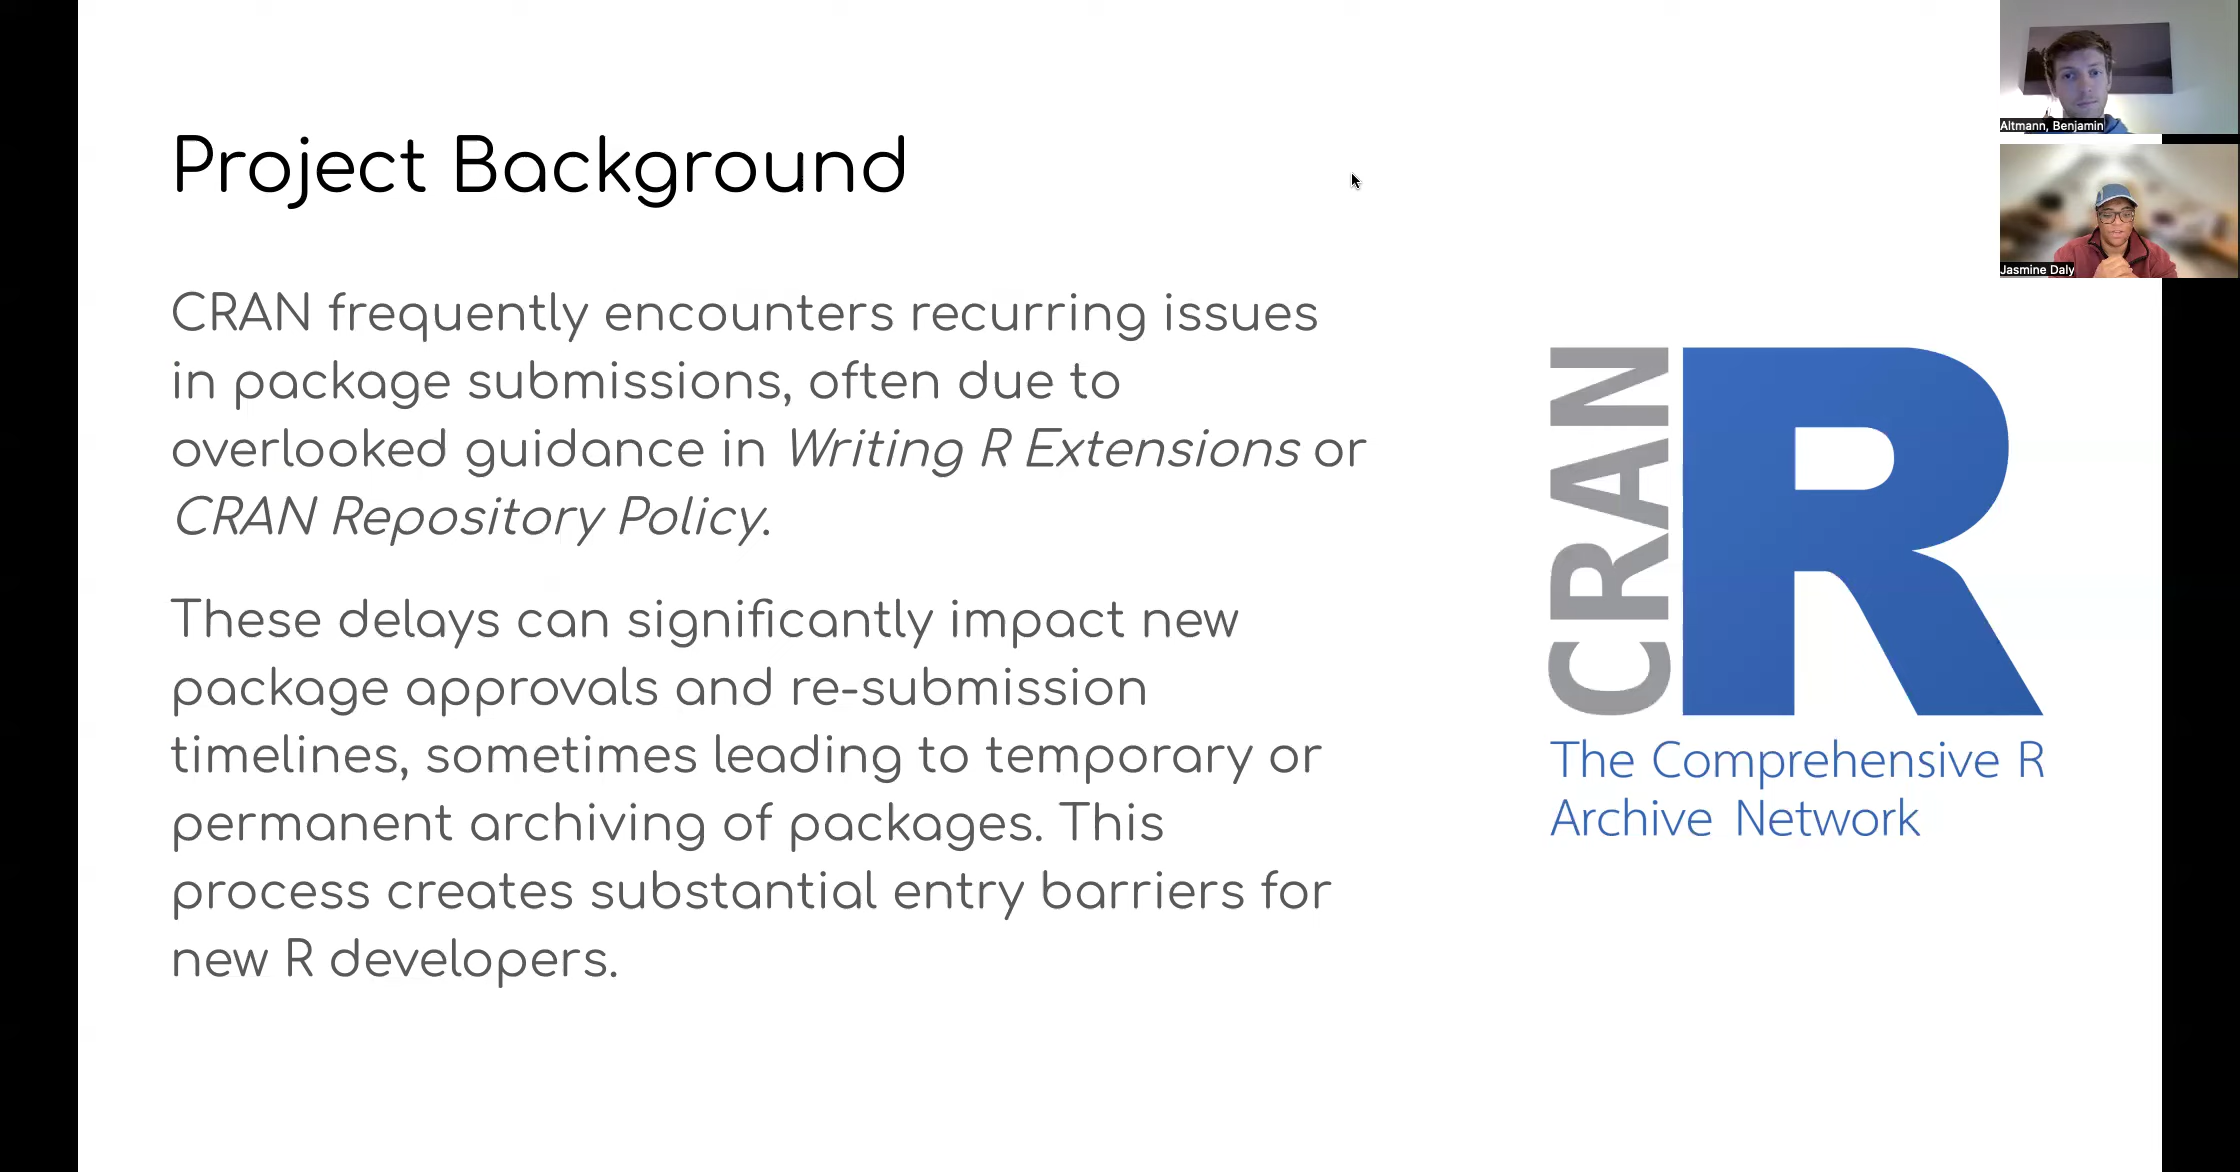 Project Background
CRAN frequently encounters recurring issues
in package submissions, often due to
overlooked guidance in Writing R Extensions or
CRAN Repository Policy.
These delays can significantly impact new
package approvals and re-submission
timelines, sometimes leading to temporary or
permanent archiving of packages. This
process creates substantial entry barriers for
new R developers.
CRAN
R
The Comprehensive R
Archive Network
Altmann, Benjamin
Jasmine Daly